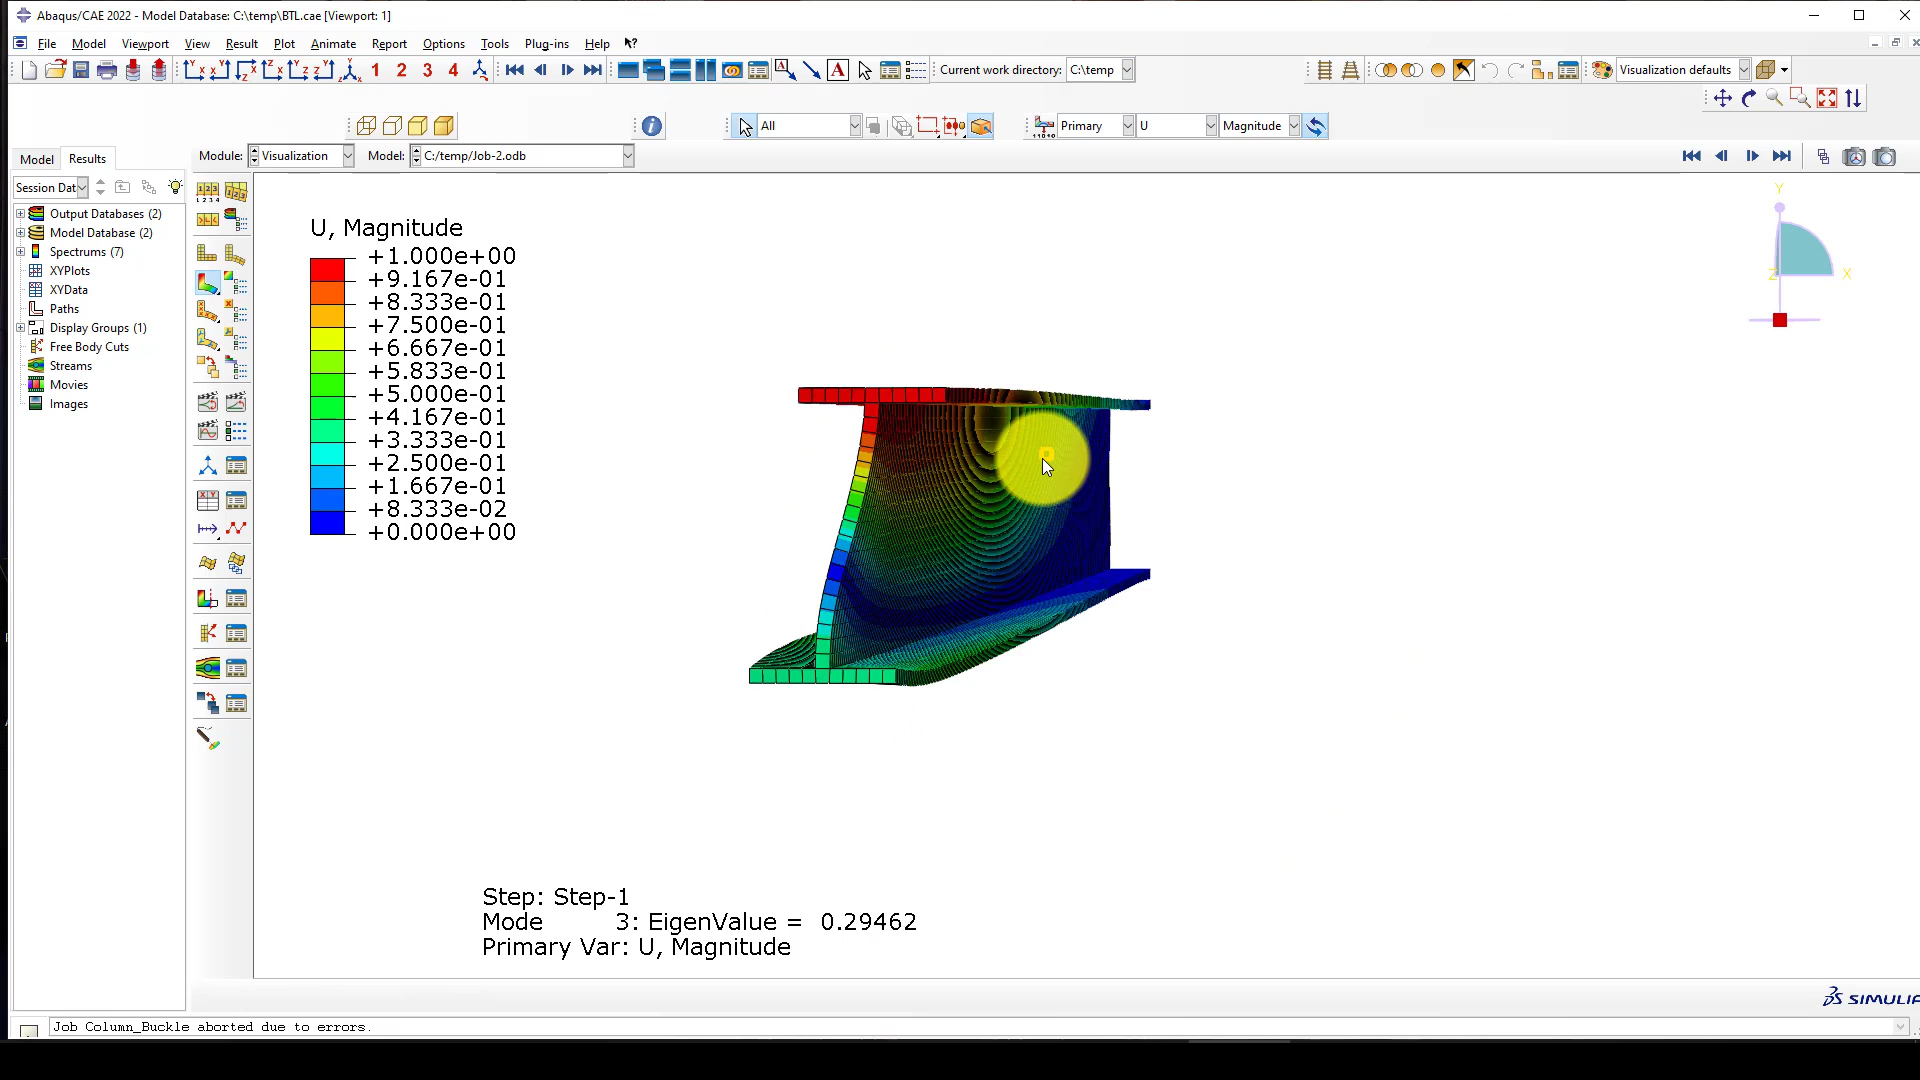 Abaqus/CAE 2022 - Model Database: C:\temp\BTL.cae [Viewport: 1]
File Model Viewport View Result Plot Animate Report Options Tools Plug-ins Help
1 2 3 4
Current work directory: C:\temp
Visualization defaults
All
Primary
U
Magnitude
Model Results
Module: Visualization Model: C:/temp/Job-2.odb
Session Dat
Output Databases (2)
Model Database (2)
Spectrums (7)
XYPlots
XYData
Paths
Display Groups (1)
Free Body Cuts
Streams
Movies
Images
U, Magnitude
+1.000e+00
+9.167e-01
+8.333e-01
+7.500e-01
+6.667e-01
+5.833e-01
+5.000e-01
+4.167e-01
+3.333e-01
+2.500e-01
+1.667e-01
+8.333e-02
+0.000e+00
Y
Z
X
Step: Step-1
Mode 3: EigenValue = 0.29462
Primary Var: U, Magnitude
Job Column_Buckle aborted due to errors.